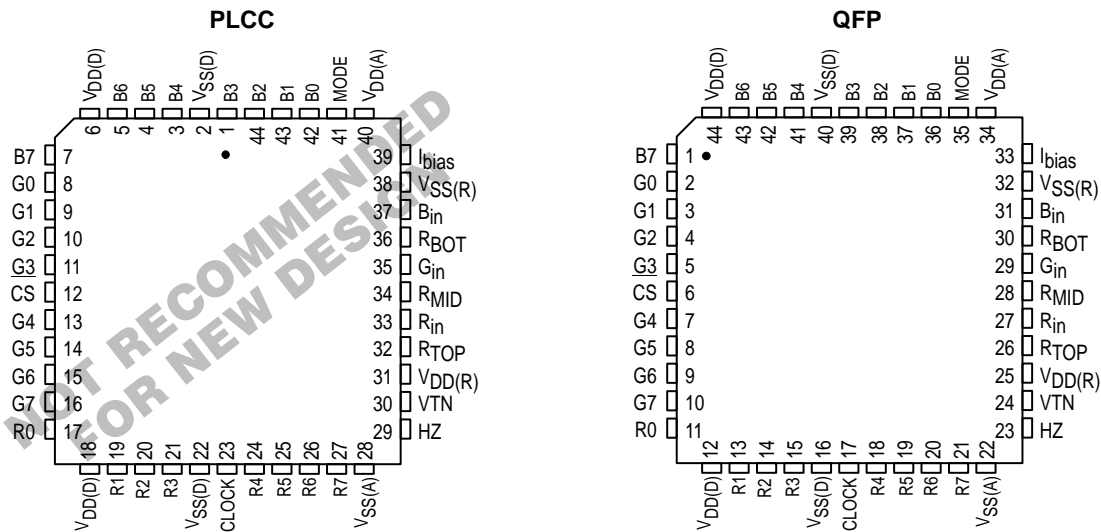 PLCC
VDD(D)
B6
B5
B4
VSS(D)
B3
B2
B1
B0
MODE
VDD(A)
6 5 4 3 2 1 44 43 42 41 40
B7 7
G0 8
G1 9
G2 10
G3 11
CS 12
G4 13
G5 14
G6 15
G7 16
R0 17
39 Ibias
38 VSS(R)
37 Bin
36 RBOT
35 Gin
34 RMID
33 Rin
32 RTOP
31 VDD(R)
30 VTN
29 HZ
18 19 20 21 22 23 24 25 26 27 28
VDD(D)
R1
R2
R3
VSS(D)
CLOCK
R4
R5
R6
R7
VSS(A)
NOT RECOMMENDED
FOR NEW DESIGN
QFP
VDD(D)
B6
B5
B4
VSS(D)
B3
B2
B1
B0
MODE
VDD(A)
44 43 42 41 40 39 38 37 36 35 34
B7 1
G0 2
G1 3
G2 4
G3 5
CS 6
G4 7
G5 8
G6 9
G7 10
R0 11
33 Ibias
32 VSS(R)
31 Bin
30 RBOT
29 Gin
28 RMID
27 Rin
26 RTOP
25 VDD(R)
24 VTN
23 HZ
12 13 14 15 16 17 18 19 20 21 22
VDD(D)
R1
R2
R3
VSS(D)
CLOCK
R4
R5
R6
R7
VSS(A)